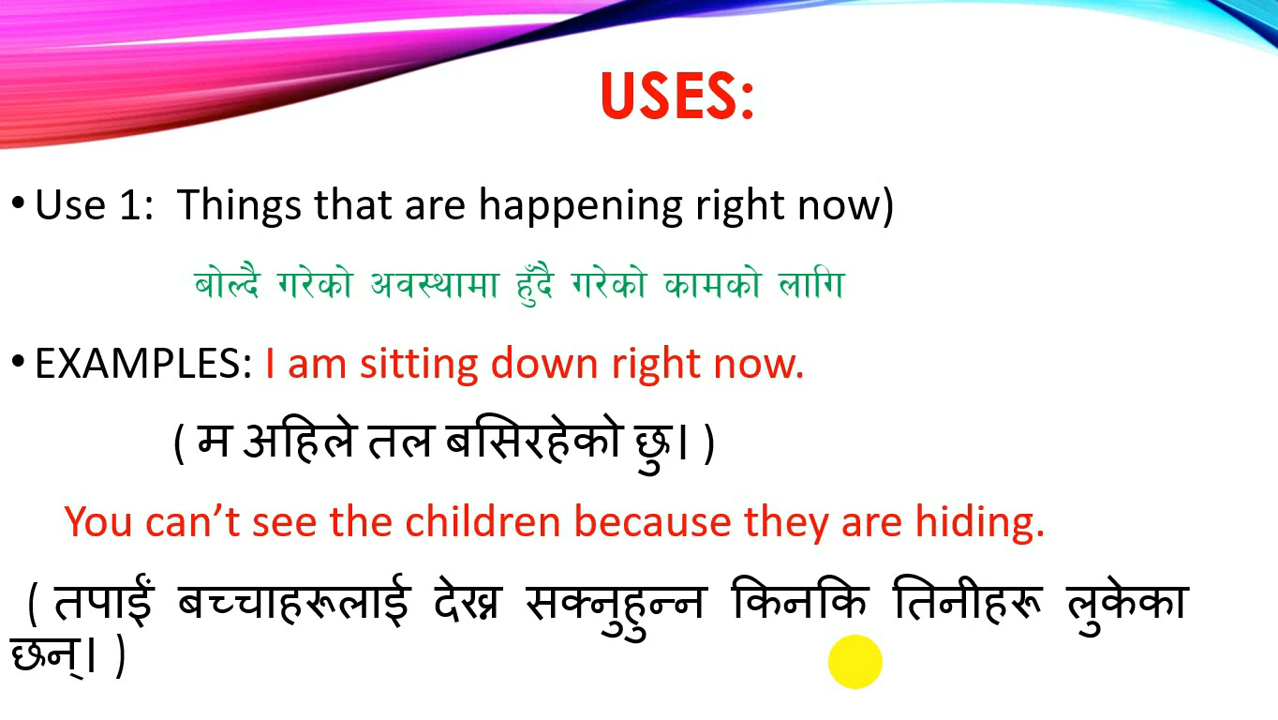 USES:
• Use 1: Things that are happening right now)
बोल्दै गरेको अवस्थामा हुँदै गरेको कामको लागि
• EXAMPLES: I am sitting down right now.
( म अहिले तल बसिरहेको छु। )
You can’t see the children because they are hiding.
( तपाईं बच्चाहरूलाई देख्न सक्नुहुन्न किनकि तिनीहरू लुकेका
छन्। )